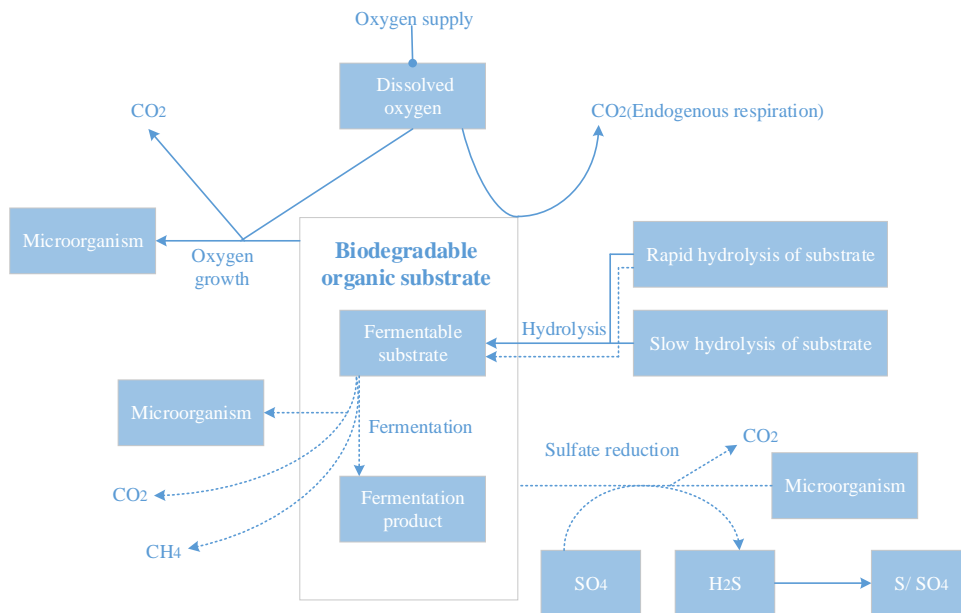 Oxygen supply
Dissolved
oxygen
CO2
CO2(Endogenous respiration)
Microorganism
Oxygen
growth
Biodegradable
organic substrate
Rapid hydrolysis of substrate
Hydrolysis
Fermentable
substrate
Slow hydrolysis of substrate
Microorganism
Fermentation
Sulfate reduction
CO2
CO2
Fermentation
product
Microorganism
CH4
SO4
H2S
S/ SO4